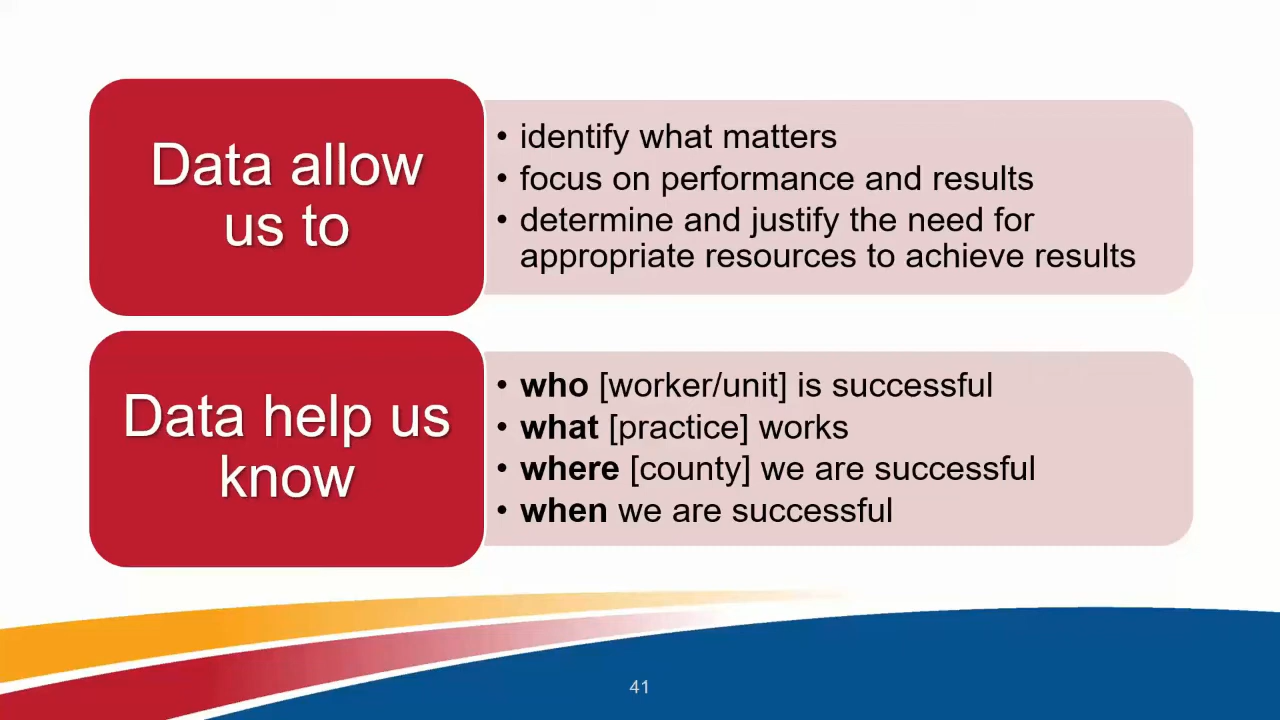 Data allow
us to
• identify what matters
• focus on performance and results
• determine and justify the need for
appropriate resources to achieve results
Data help us
know
• who [worker/unit] is successful
• what [practice] works
• where [county] we are successful
• when we are successful
41